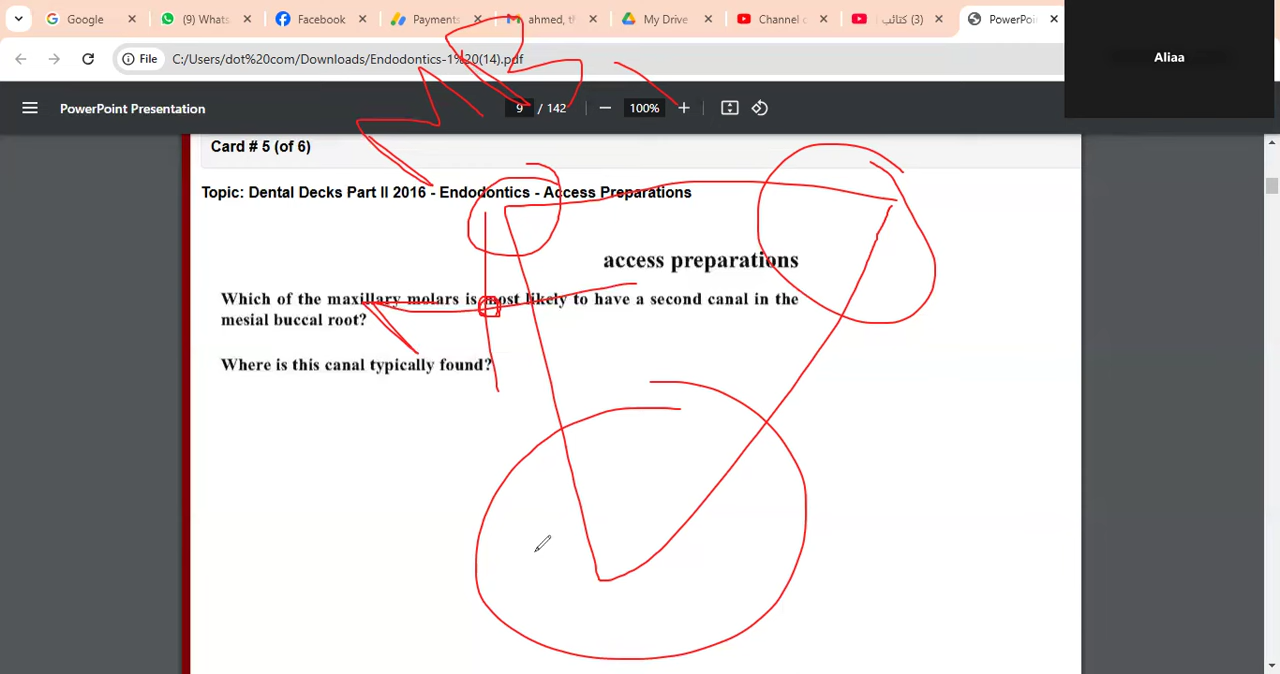 Google
(9) Whats
Facebook
Payments
ahmed, tl
My Drive
Channel c
(3) كتائب
PowerPoi
File
C:/Users/dot%20com/Downloads/Endodontics-1%20(14).pdf
Aliaa
PowerPoint Presentation
9 / 142
100%
Card # 5 (of 6)
Topic: Dental Decks Part II 2016 - Endodontics - Access Preparations
access preparations
Which of the maxillary molars is most likely to have a second canal in the
mesial buccal root?
Where is this canal typically found?